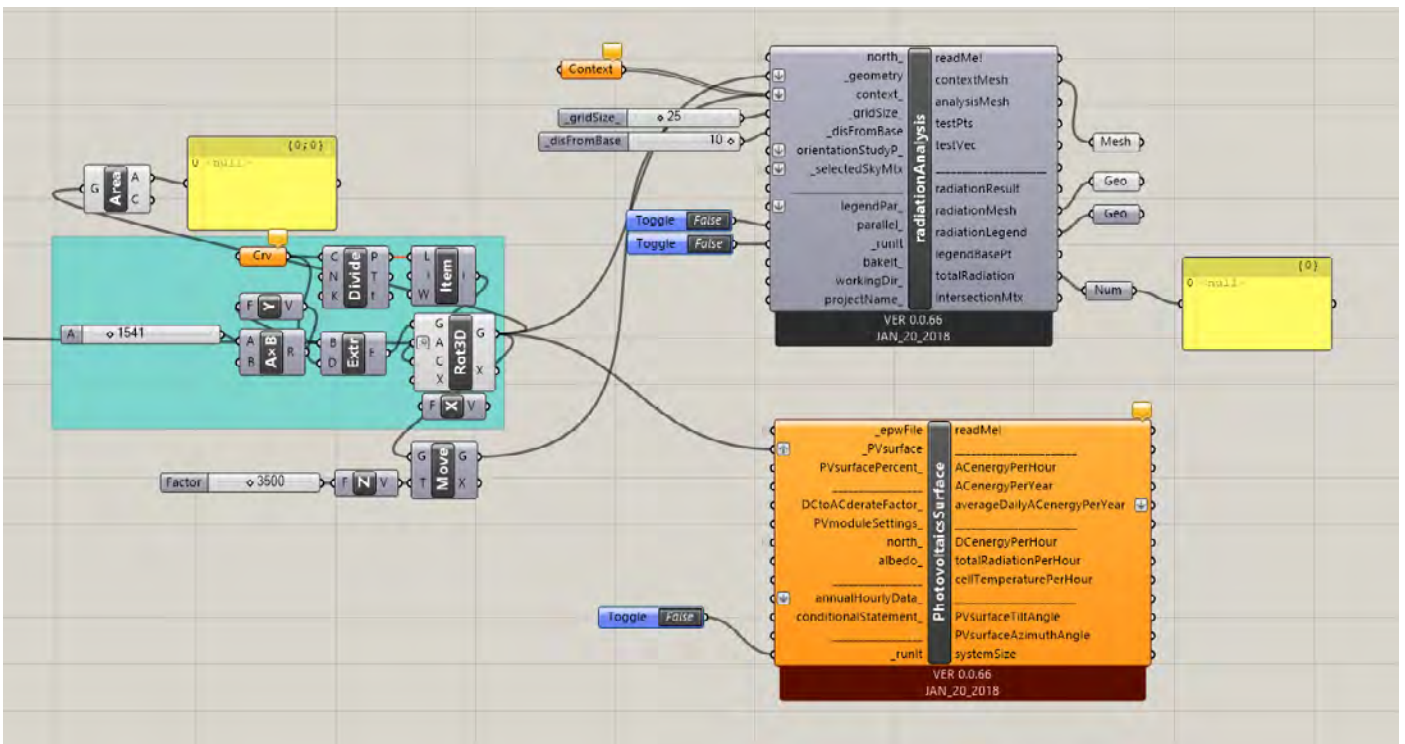 G
Area
A
C
{0;0}
0 <null>
Crv
C
N
K
Divide
P
T
t
L
i
W
Item
i
F
Y
V
A
1541
A
B
A×B
R
B
D
Extr
E
G
A
C
X
Rot3D
G
X
F
X
V
Factor
3500
F
Z
V
G
T
Move
G
X
Context
_gridSize_
25
_disFromBase
10
Toggle
False
Toggle
False
north_
_geometry
context_
_gridSize_
_disFromBase
orientationStudyP_
_selectedSkyMtx
legendPar_
parallel_
_runIt
bakeIt_
workingDir_
projectName_
radiationAnalysis
readMe!
contextMesh
analysisMesh
testPts
testVec
radiationResult
radiationMesh
radiationLegend
legendBasePt
totalRadiation
intersectionMtx
VER 0.0.66
JAN_20_2018
Mesh
Geo
Geo
Num
{0}
0 <null>
Toggle
False
_epwFile
_PVsurface
PVsurfacePercent_
DCtoACderateFactor_
PVmoduleSettings_
north_
albedo_
annualHourlyData_
conditionalStatement_
_runIt
PhotovoltaicsSurface
readMe!
ACenergyPerHour
ACenergyPerYear
averageDailyACenergyPerYear
DCenergyPerHour
totalRadiationPerHour
cellTemperaturePerHour
PVsurfaceTiltAngle
PVsurfaceAzimuthAngle
systemSize
VER 0.0.66
JAN_20_2018